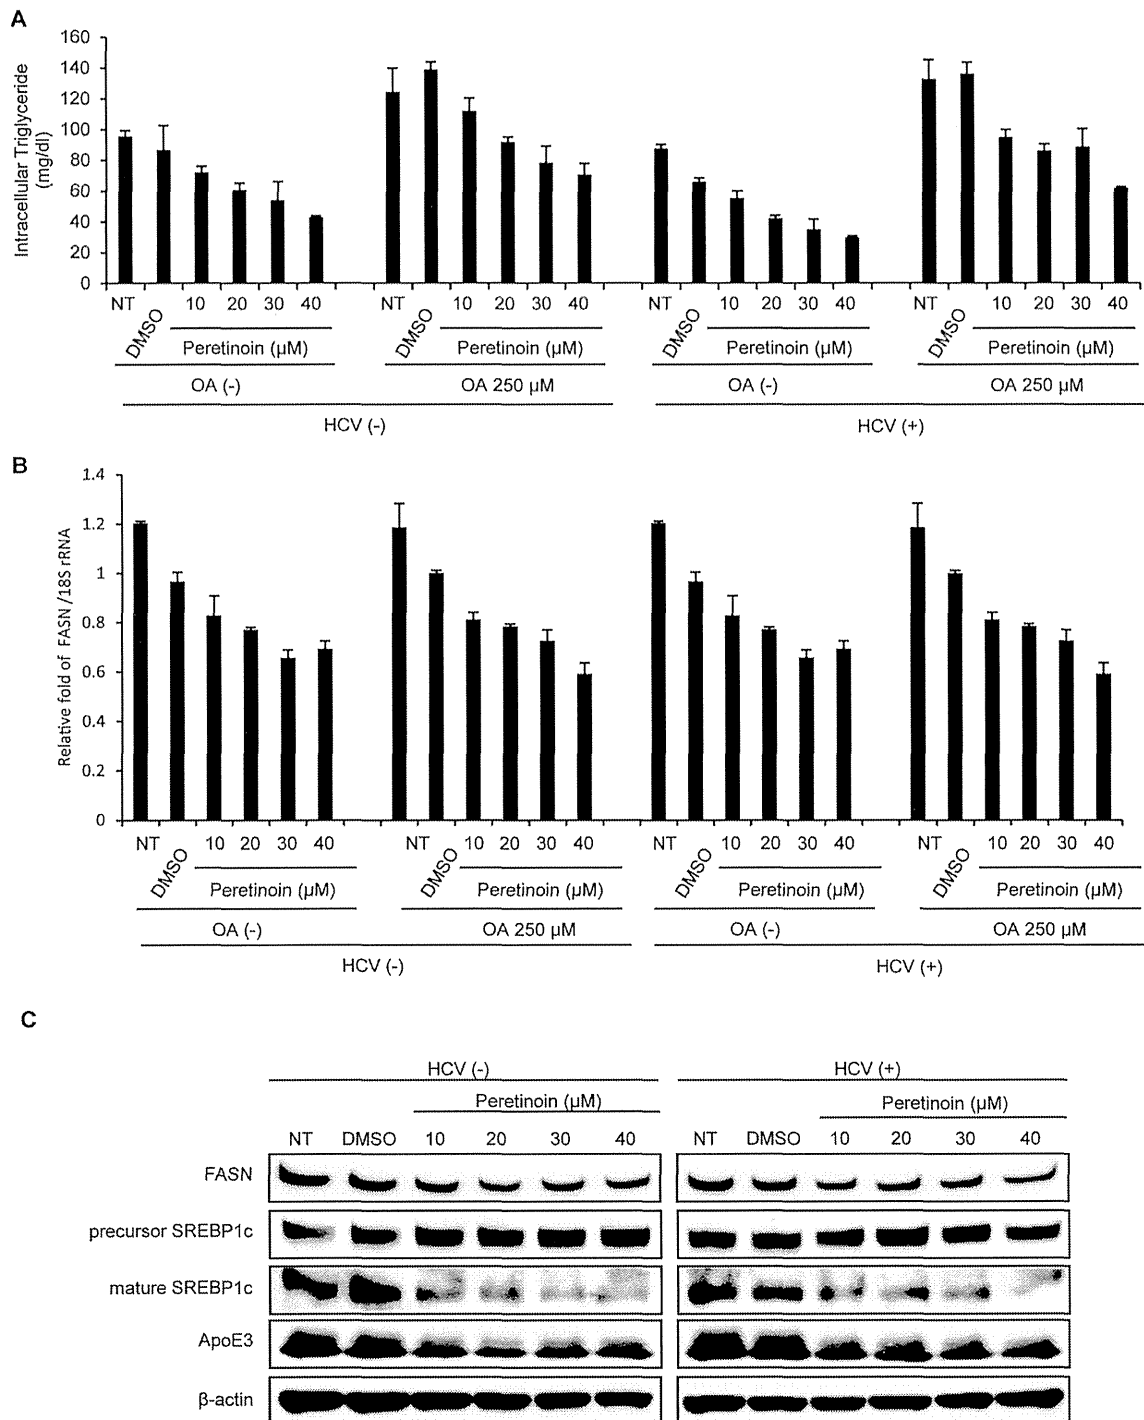 A
160
140
120
100
80
60
40
20
0
Intracellular Triglyceride
(mg/dl)
NT DMSO 10 20 30 40 NT DMSO 10 20 30 40 NT DMSO 10 20 30 40 NT DMSO 10 20 30 40
Peretinoin (µM) Peretinoin (µM) Peretinoin (µM) Peretinoin (µM)
OA (-) OA 250 µM OA (-) OA 250 µM
HCV (-) HCV (+)
B
1.4
1.2
1
0.8
0.6
0.4
0.2
0
Relative fold of FASN /18S rRNA
NT DMSO 10 20 30 40 NT DMSO 10 20 30 40 NT DMSO 10 20 30 40 NT DMSO 10 20 30 40
Peretinoin (µM) Peretinoin (µM) Peretinoin (µM) Peretinoin (µM)
OA (-) OA 250 µM OA (-) OA 250 µM
HCV (-) HCV (+)
C
HCV (-) HCV (+)
Peretinoin (µM) Peretinoin (µM)
NT DMSO 10 20 30 40 NT DMSO 10 20 30 40
FASN
precursor SREBP1c
mature SREBP1c
ApoE3
β-actin